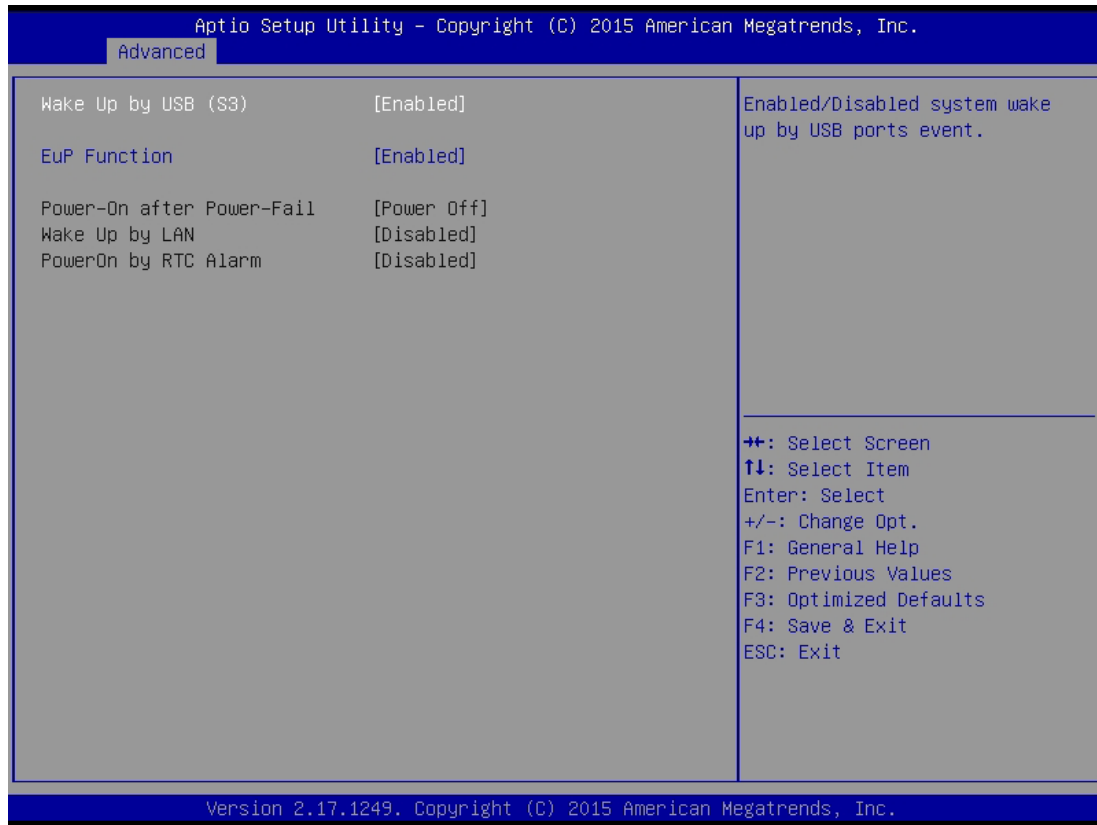 Aptio Setup Utility – Copyright (C) 2015 American Megatrends, Inc.
Advanced
Wake Up by USB (S3) [Enabled]
EuP Function [Enabled]
Power-On after Power-Fail [Power Off]
Wake Up by LAN [Disabled]
PowerOn by RTC Alarm [Disabled]
Enabled/Disabled system wake
up by USB ports event.
→←: Select Screen
↑↓: Select Item
Enter: Select
+/-: Change Opt.
F1: General Help
F2: Previous Values
F3: Optimized Defaults
F4: Save & Exit
ESC: Exit
Version 2.17.1249. Copyright (C) 2015 American Megatrends, Inc.